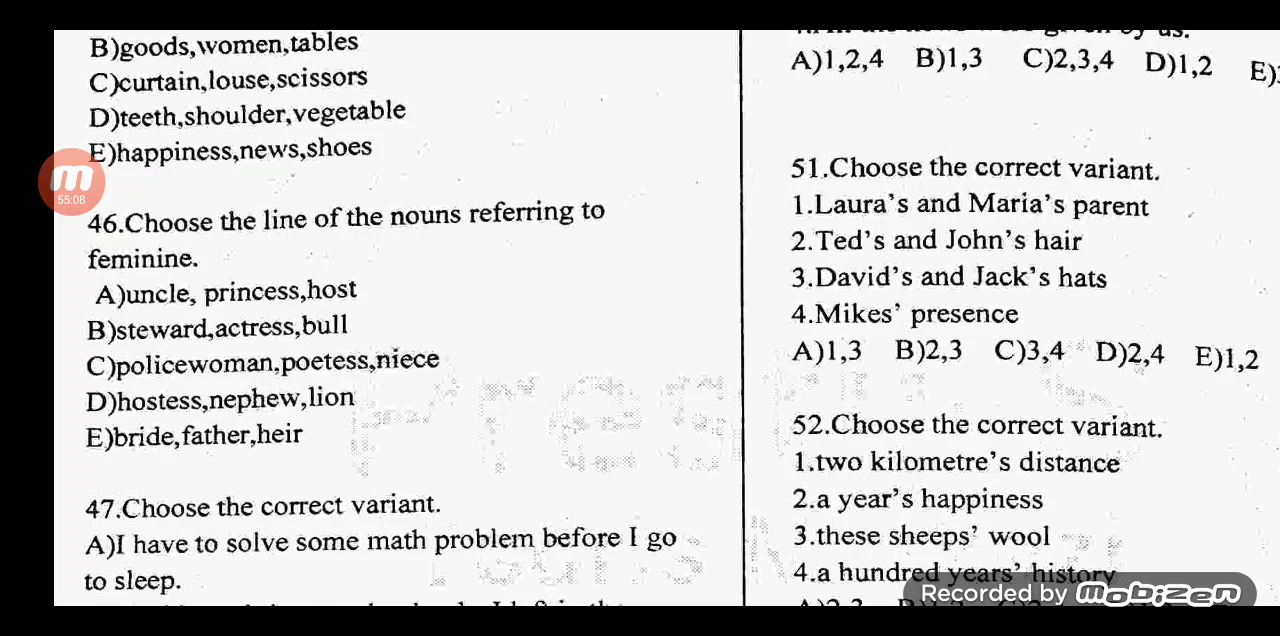 B)goods,women,tables
C)curtain,louse,scissors
D)teeth,shoulder,vegetable
E)happiness,news,shoes
55:08
46.Choose the line of the nouns referring to
feminine.
A)uncle, princess,host
B)steward,actress,bull
C)policewoman,poetess,niece
D)hostess,nephew,lion
E)bride,father,heir
47.Choose the correct variant.
A)I have to solve some math problem before I go
to sleep.
by us.
A)1,2,4 B)1,3 C)2,3,4 D)1,2 E)
51.Choose the correct variant.
1.Laura's and Maria's parent
2.Ted's and John's hair
3.David's and Jack's hats
4.Mikes' presence
A)1,3 B)2,3 C)3,4 D)2,4 E)1,2
52.Choose the correct variant.
1.two kilometre's distance
2.a year's happiness
3.these sheeps' wool
4.a hundred years' history
Recorded by mobizen